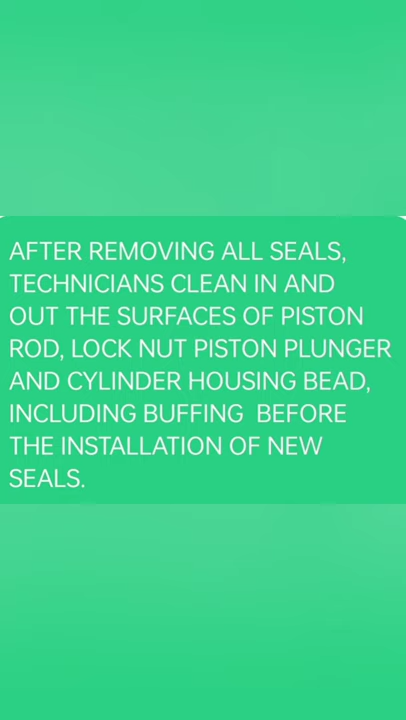 AFTER REMOVING ALL SEALS,
TECHNICIANS CLEAN IN AND
OUT THE SURFACES OF PISTON
ROD, LOCK NUT PISTON PLUNGER
AND CYLINDER HOUSING BEAD,
INCLUDING BUFFING  BEFORE
THE INSTALLATION OF NEW
SEALS.